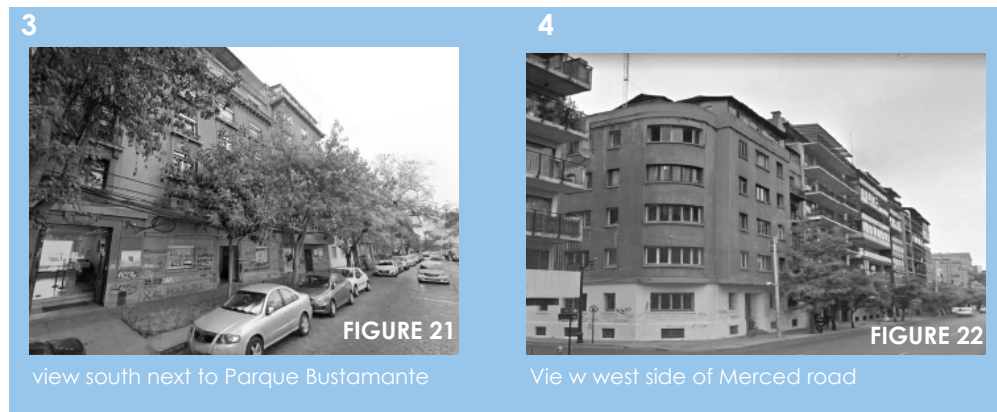 3
4
FIGURE 21
FIGURE 22
view south next to Parque Bustamante
Vie w west side of Merced road